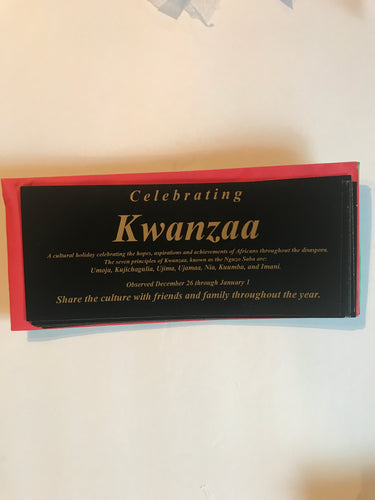 Celebrating
Kwanzaa
A cultural holiday celebrating the hopes, aspirations and achievements of Africans throughout the diaspora.
The seven principles of Kwanzaa, known as the Nguzo Saba are:
Umoja, Kujichagulia, Ujima, Ujamaa, Nia, Kuumba, and Imani.
Observed December 26 through January 1
Share the culture with friends and family throughout the year.